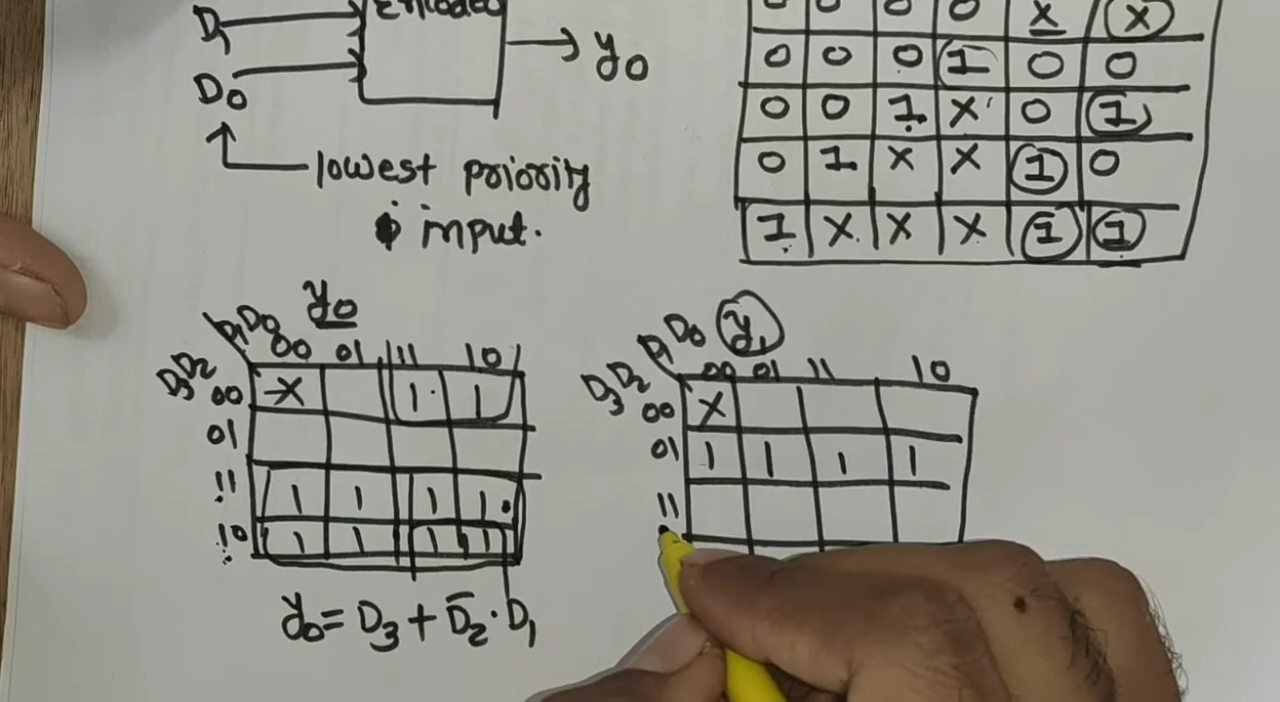 D1
Encoded
y0
D0
lowest priority
input.
0 0 0 0 x x
0 0 0 1 0 0
0 0 1 x 0 1
0 1 x x 1 0
1 x x x 1 1
y0
D1D0
D3D2
00 01 11 10
00 x 1 1
01
11 1 1 1 1
10 1 1 1 1
y0 = D3 + D̅2 · D1
y1
D1D0
D3D2
00 01 11 10
00 x
01 1 1 1 1
11